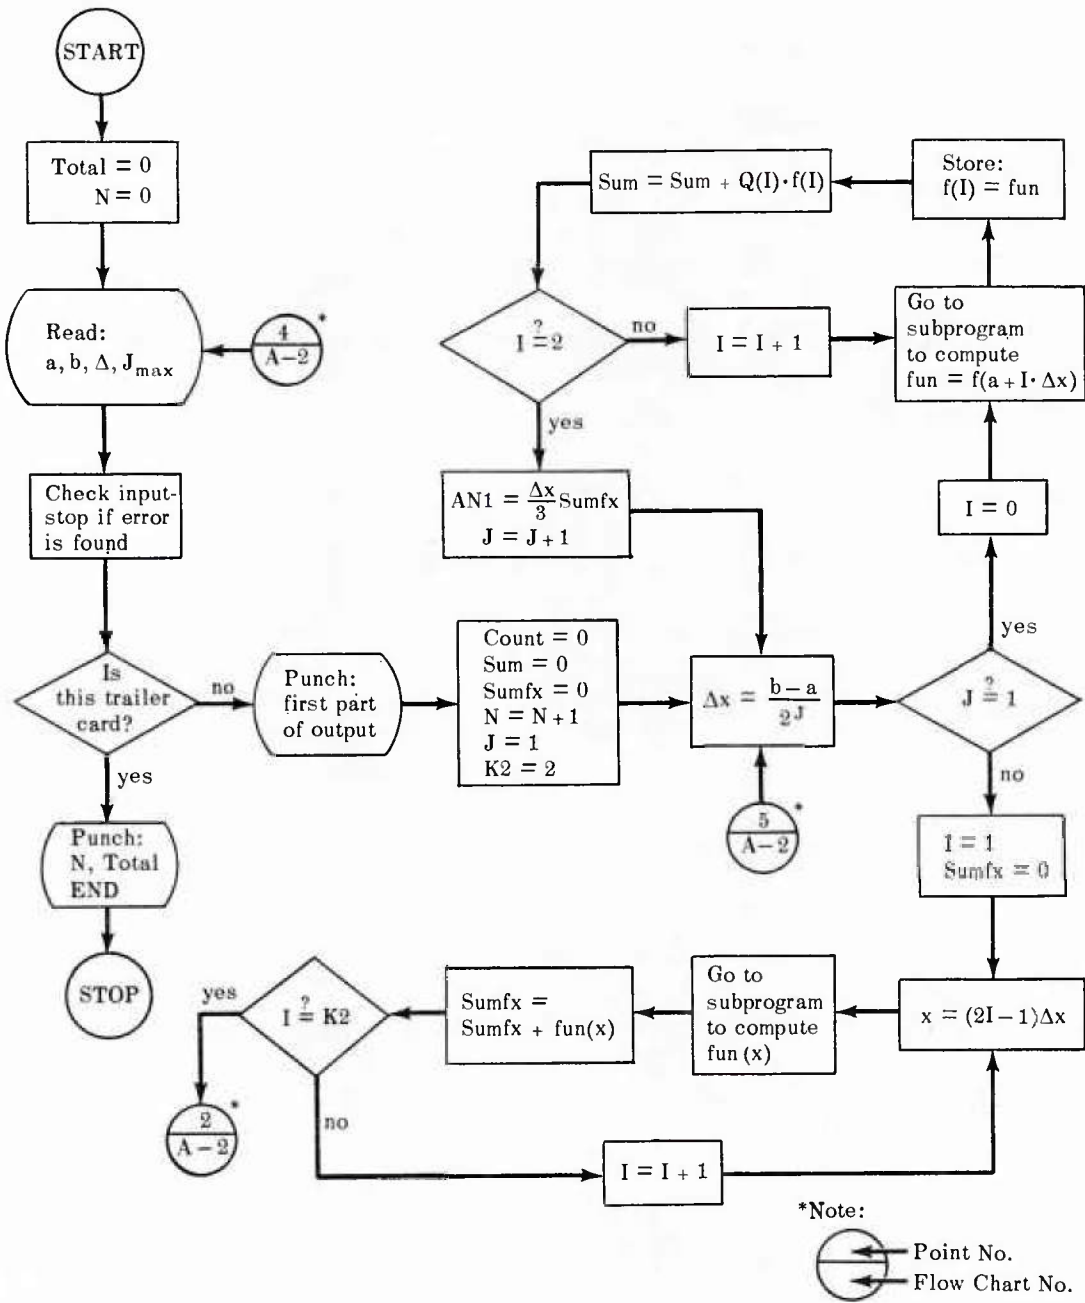 START
Total = 0
N = 0
Read:
a, b, Δ, J_max
4
A-2
*
Check input-
stop if error
is found
Is
this trailer
card?
no
yes
Punch:
N, Total
END
STOP
Punch:
first part
of output
Count = 0
Sum = 0
Sumfx = 0
N = N+1
J = 1
K2 = 2
Δx = (b-a)/2^J
5
A-2
*
J ≟ 1
yes
no
I = 0
Go to
subprogram
to compute
fun = f(a+I·Δx)
Store:
f(I) = fun
Sum = Sum + Q(I)·f(I)
I ≟ 2
no
yes
I = I + 1
AN1 = Δx/3 Sumfx
J = J+1
I = 1
Sumfx = 0
x = (2I-1)Δx
Go to
subprogram
to compute
fun (x)
Sumfx =
Sumfx + fun(x)
I ≟ K2
yes
no
2
A-2
*
I = I + 1
*Note:
Point No.
Flow Chart No.